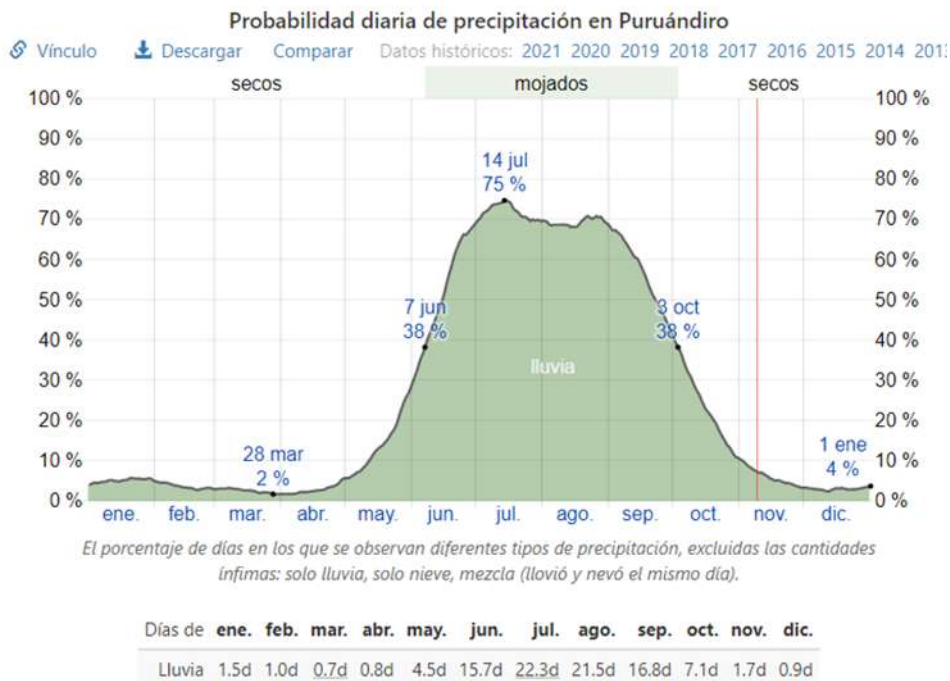 Probabilidad diaria de precipitación en Puruándiro
Vínculo Descargar Comparar Datos históricos: 2021 2020 2019 2018 2017 2016 2015 2014 2013
secos mojados secos
100 % 100 %
90 % 90 %
80 % 80 %
14 jul
75 %
70 % 70 %
60 % 60 %
50 % 50 %
7 jun 3 oct
38 % 38 %
40 % 40 %
lluvia
30 % 30 %
20 % 20 %
28 mar 1 ene
2 % 4 %
10 % 10 %
0 % 0 %
ene. feb. mar. abr. may. jun. jul. ago. sep. oct. nov. dic.
El porcentaje de días en los que se observan diferentes tipos de precipitación, excluidas las cantidades
ínfimas: solo lluvia, solo nieve, mezcla (llovió y nevó el mismo día).
Días de ene. feb. mar. abr. may. jun. jul. ago. sep. oct. nov. dic.
Lluvia 1.5d 1.0d 0.7d 0.8d 4.5d 15.7d 22.3d 21.5d 16.8d 7.1d 1.7d 0.9d